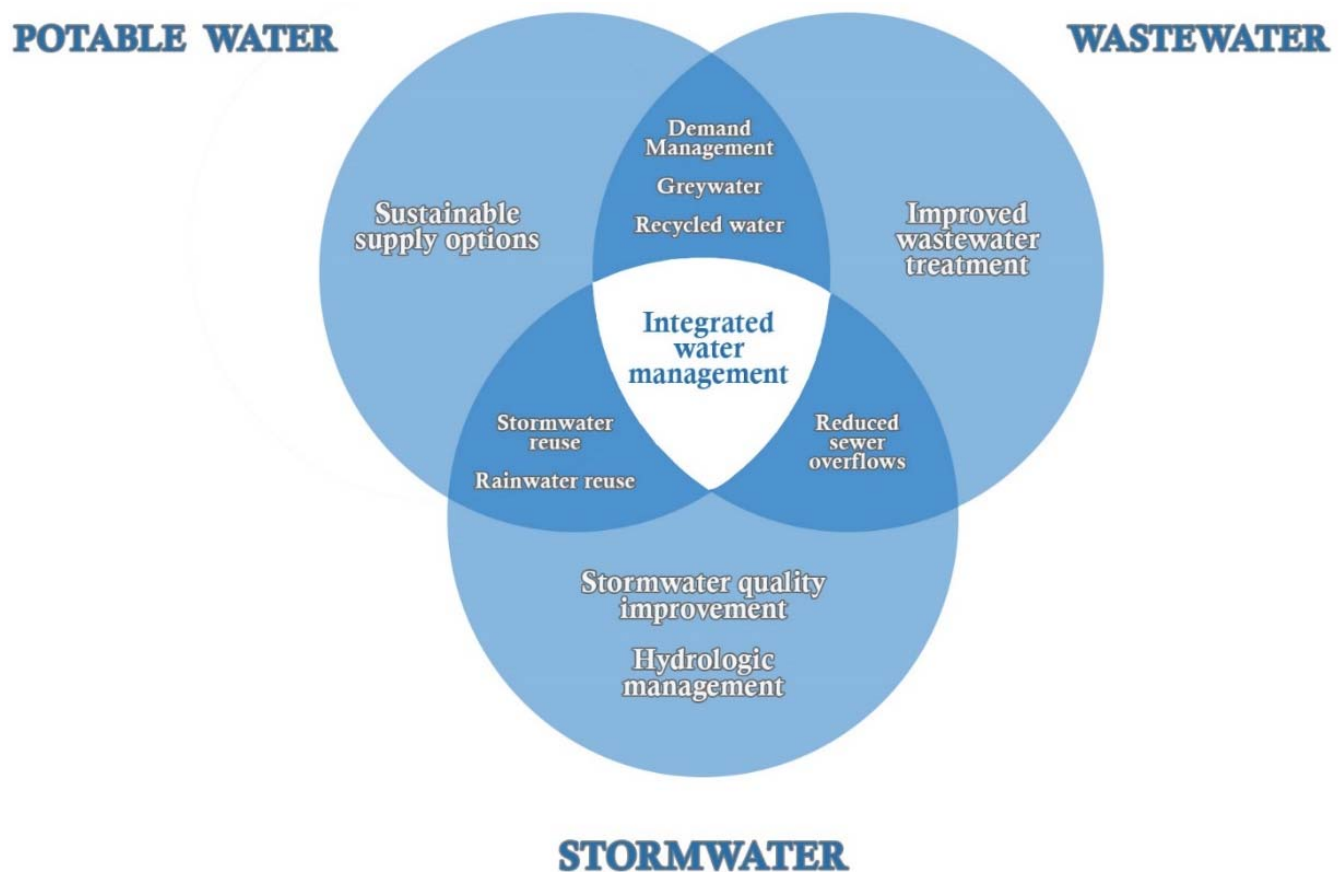 POTABLE WATER
WASTEWATER
Demand
Management
Greywater
Recycled water
Sustainable
supply options
Improved
wastewater
treatment
Integrated
water
management
Stormwater
reuse
Rainwater reuse
Reduced
sewer
overflows
Stormwater quality
improvement
Hydrologic
management
STORMWATER